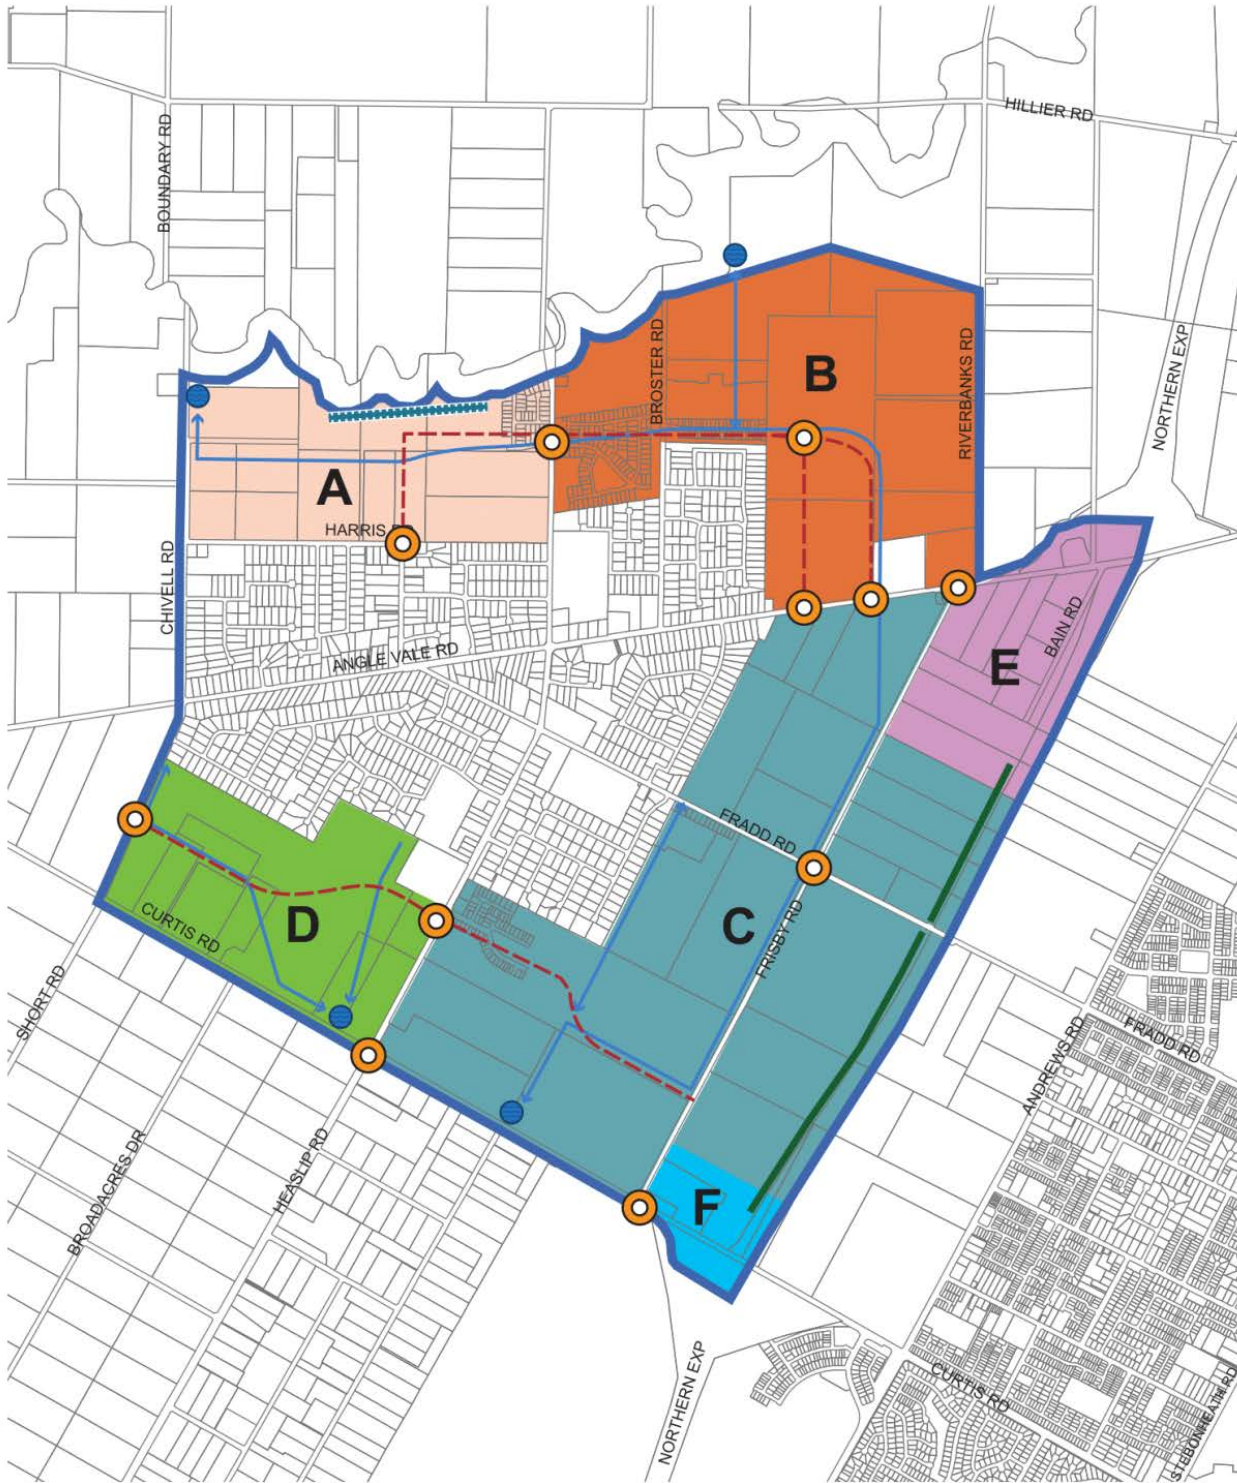 HILLIER RD
BOUNDARY RD
NORTHERN EXP
BROSTER RD
RIVERBANKS RD
B
A
HARRIS
CHIVELL RD
ANGLE VALE RD
BAIN RD
E
FRADD RD
CURTIS RD
D
C
FRISBY RD
SHORT RD
ANDREWS RD
FRADD RD
BROADACRES DR
HEASLIP RD
F
NORTHERN EXP
CURTIS RD
STEBONHEATH RD